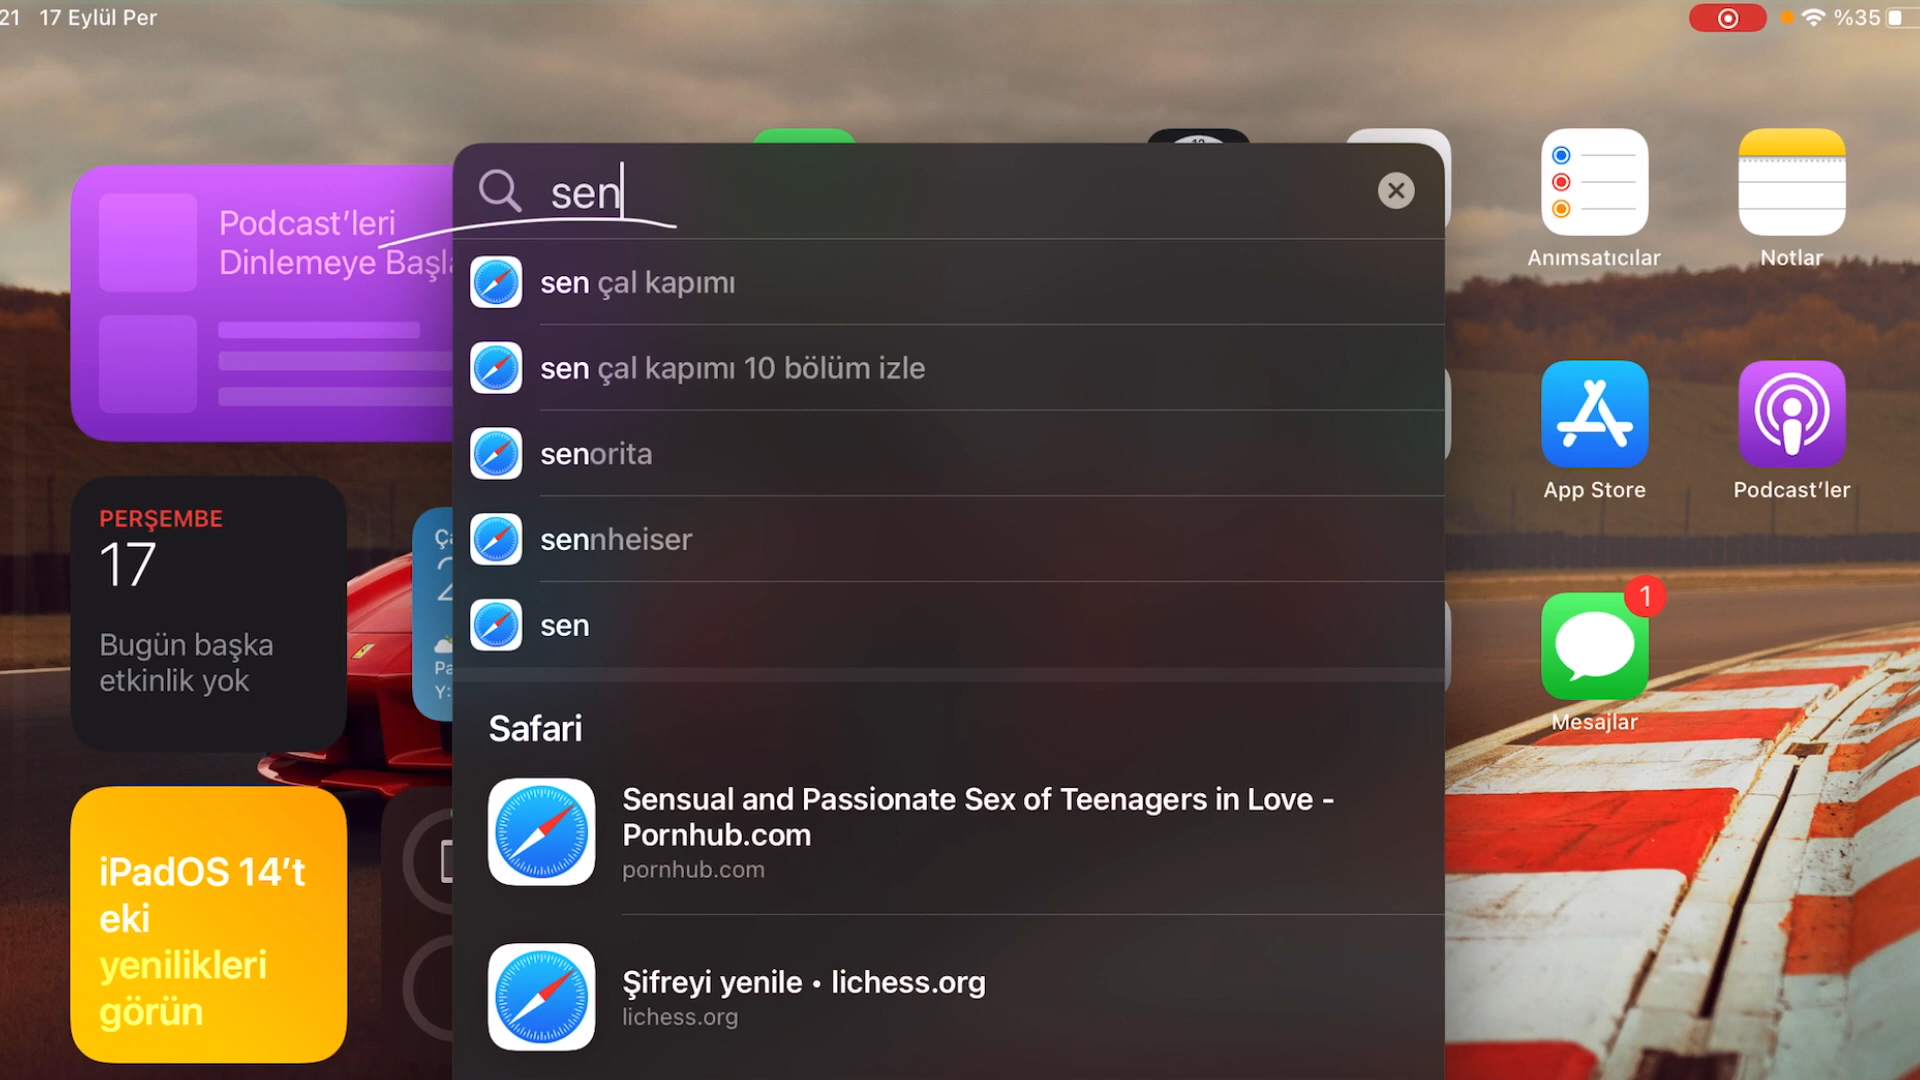 21 17 Eylül Per
%35
Podcast'leri
Dinlemeye Başla
PERŞEMBE
17
Bugün başka
etkinlik yok
iPadOS 14't
eki
yenilikleri
görün
sen
sen çal kapımı
sen çal kapımı 10 bölüm izle
senorita
sennheiser
sen
Safari
Sensual and Passionate Sex of Teenagers in Love -
Pornhub.com
pornhub.com
Şifreyi yenile • lichess.org
lichess.org
Anımsatıcılar
Notlar
App Store
Podcast'ler
1
Mesajlar